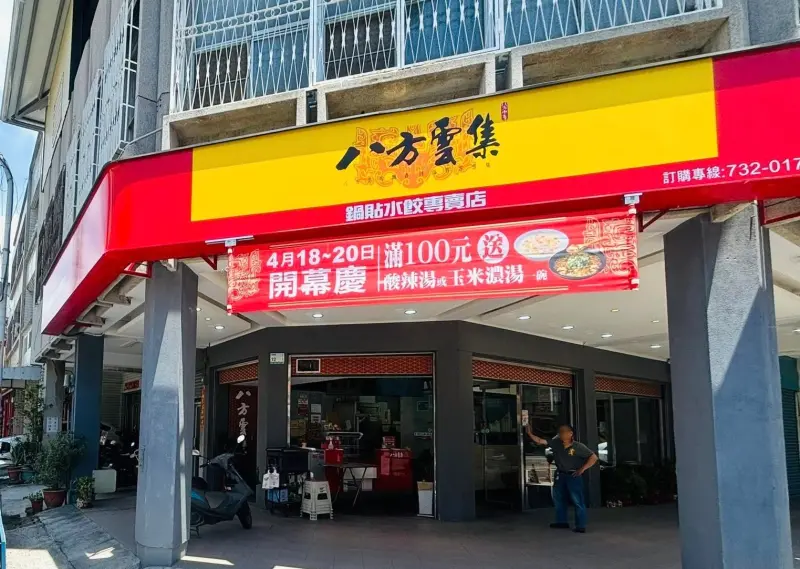 八方雲集
鍋貼水餃專賣店
訂購專線:732-017
4月18~20日
開幕慶
滿100元送
酸辣湯或玉米濃湯一碗
八方雲